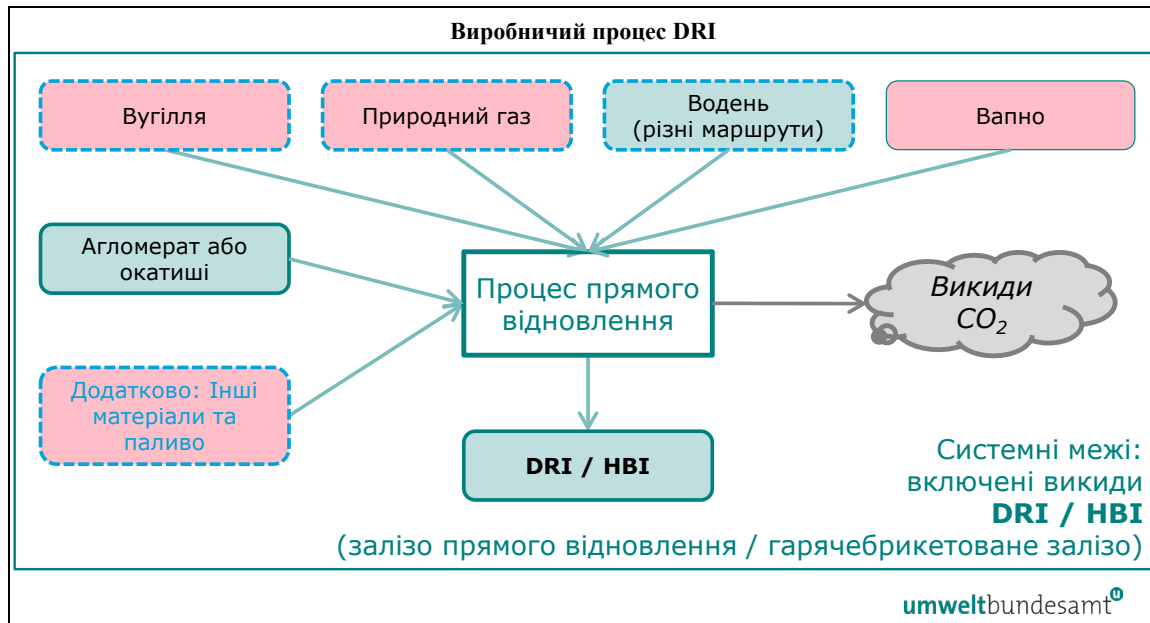 Виробничий процес DRI
Вугілля
Природний газ
Водень
(різні маршрути)
Вапно
Агломерат або
окатиші
Процес прямого
відновлення
Викиди
CO₂
Додатково: Інші
матеріали та
паливо
DRI / HBI
Системні межі:
включені викиди
DRI / HBI
(залізо прямого відновлення / гарячебрикетоване залізо)
umweltbundesamt